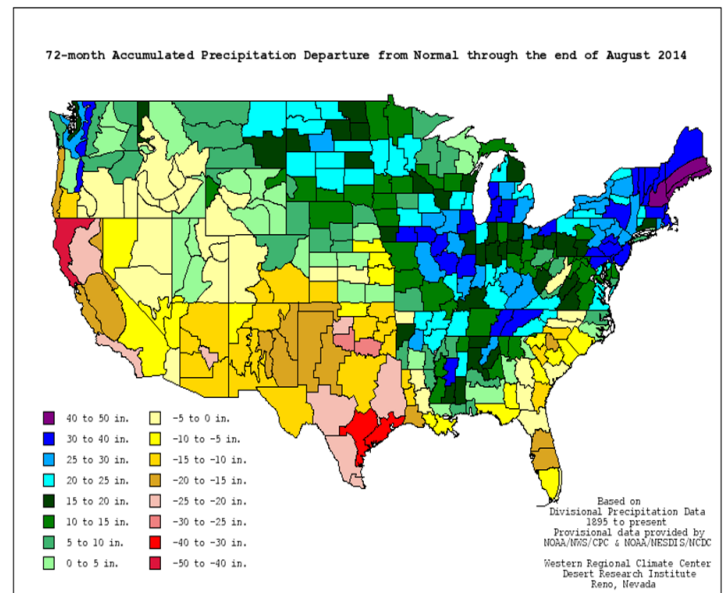 72-month Accumulated Precipitation Departure from Normal through the end of August 2014
40 to 50 in.
30 to 40 in.
25 to 30 in.
20 to 25 in.
15 to 20 in.
10 to 15 in.
5 to 10 in.
0 to 5 in.
-5 to 0 in.
-10 to -5 in.
-15 to -10 in.
-20 to -15 in.
-25 to -20 in.
-30 to -25 in.
-40 to -30 in.
-50 to -40 in.
Based on
Divisional Precipitation Data
1895 to present
Provisional data provided by
NOAA/NWS/CPC & NOAA/NESDIS/NCDC
Western Regional Climate Center
Desert Research Institute
Reno, Nevada